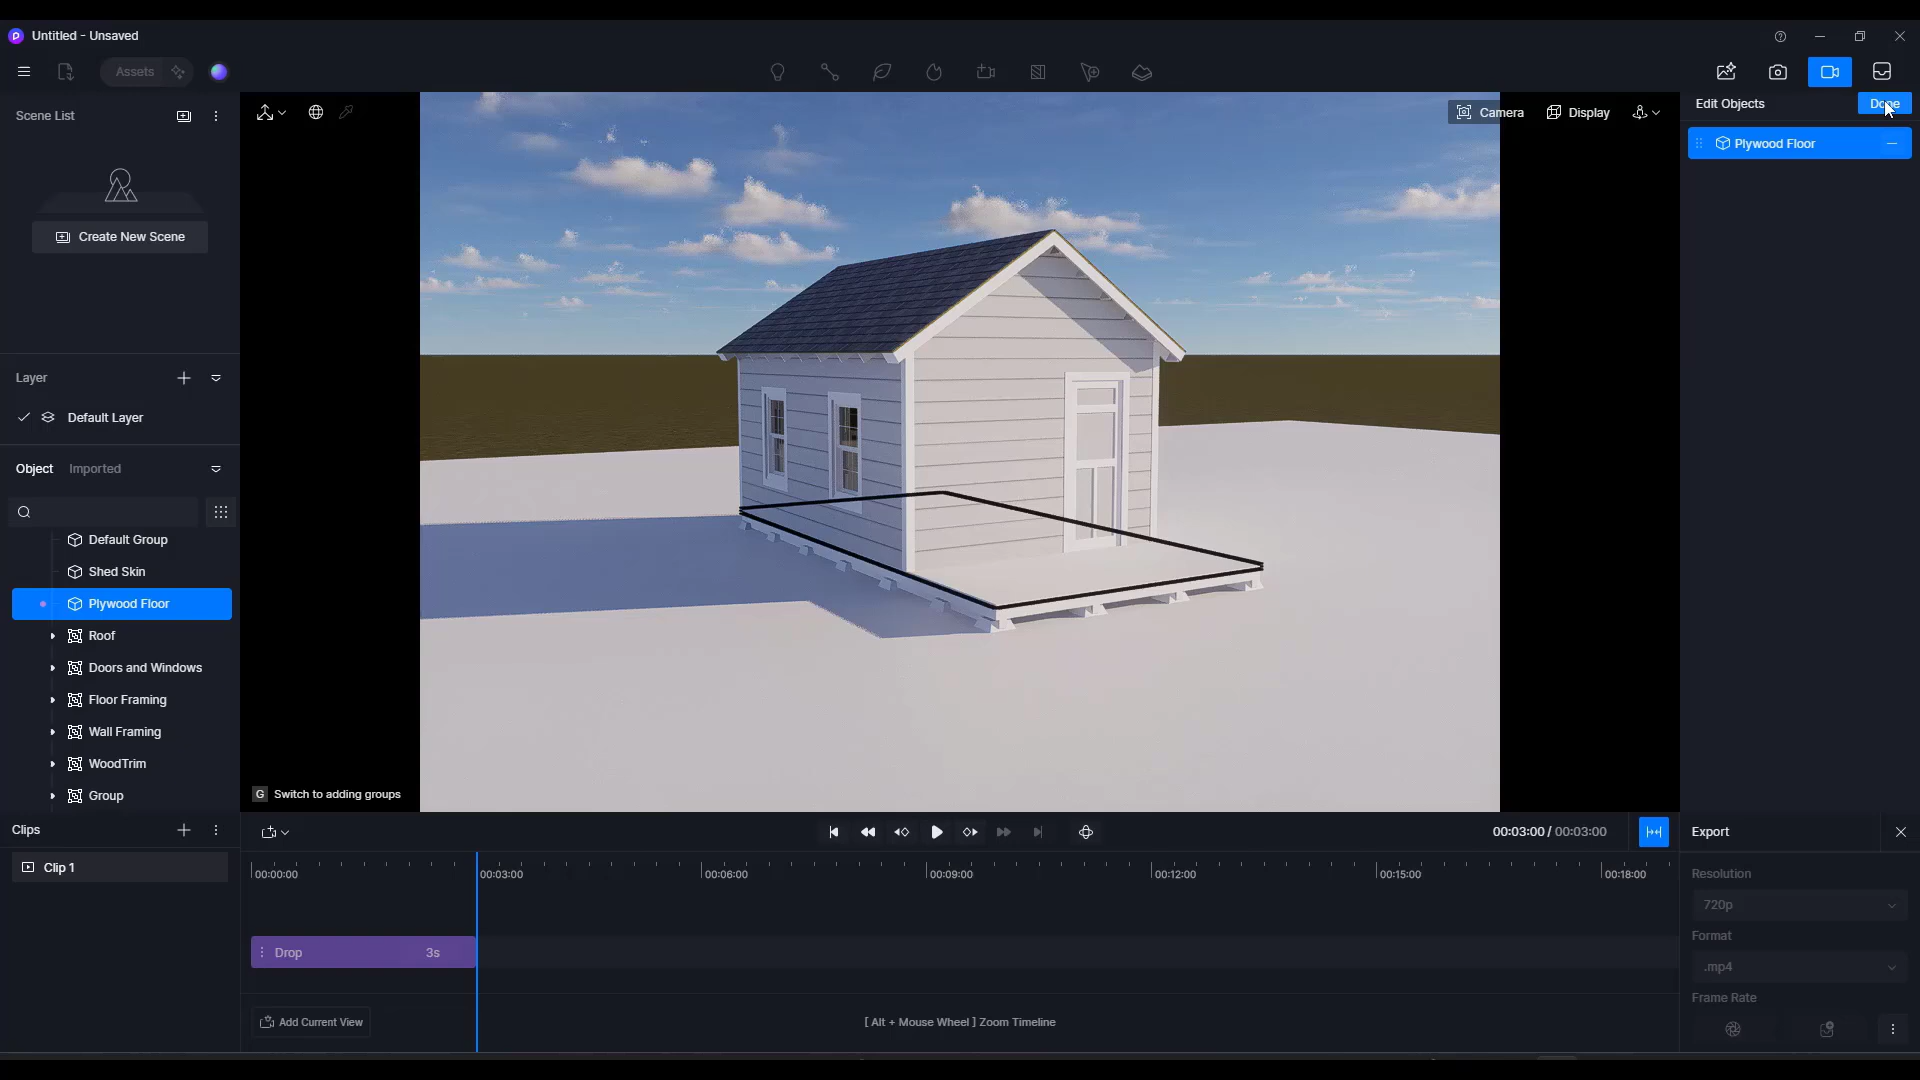 Untitled - Unsaved
Assets
Scene List
Create New Scene
Layer
Default Layer
Object Imported
Default Group
Shed Skin
Plywood Floor
Roof
Doors and Windows
Floor Framing
Wall Framing
WoodTrim
Group
Camera Display
G Switch to adding groups
Edit Objects Done
Plywood Floor
Clips
Clip 1
00:03:00 / 00:03:00
00:00:00 00:03:00 00:06:00 00:09:00 00:12:00 00:15:00 00:18:00
Drop 3s
Add Current View
[ Alt + Mouse Wheel ] Zoom Timeline
Export
Resolution
720p
Format
.mp4
Frame Rate